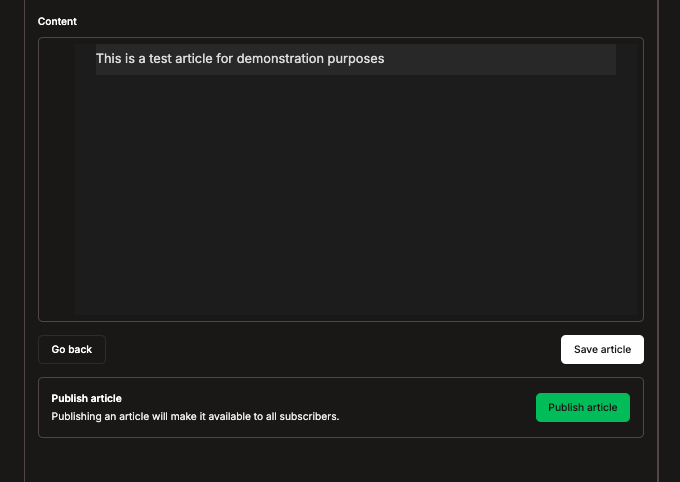 Content
This is a test article for demonstration purposes
Go back
Save article
Publish article
Publishing an article will make it available to all subscribers.
Publish article